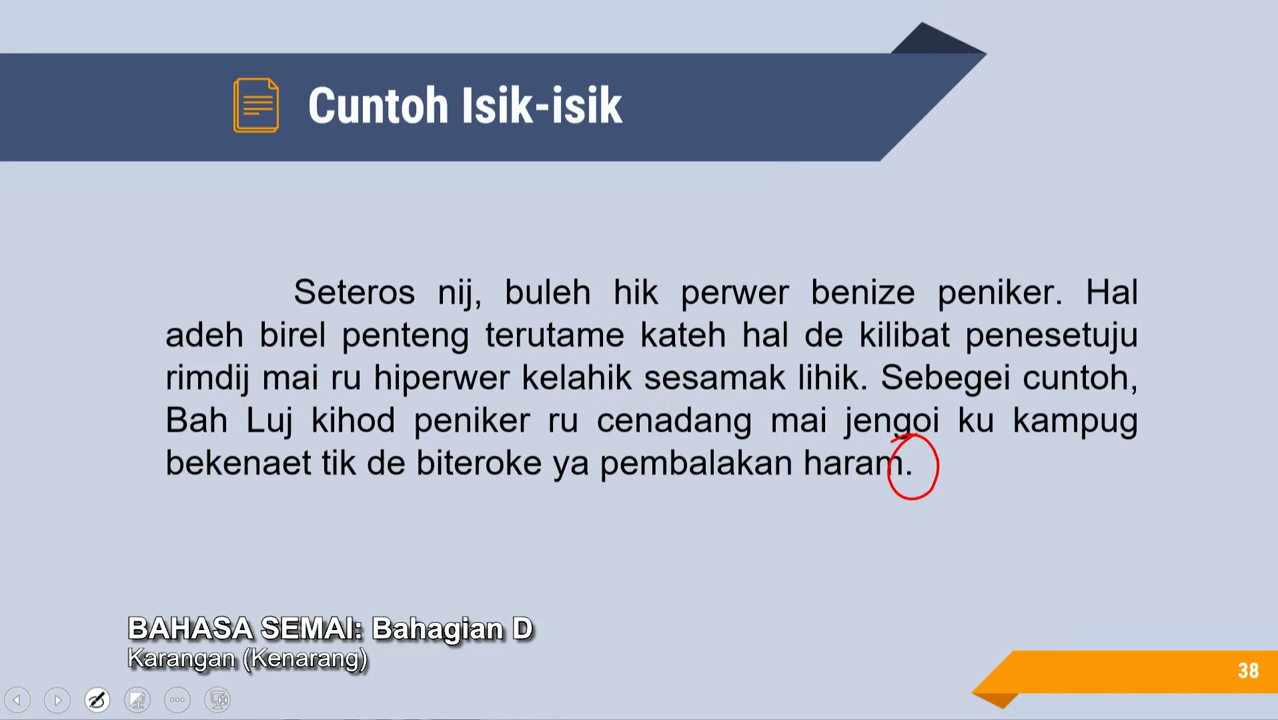 Cuntoh Isik-isik
Seteros nij, buleh hik perwer benize peniker. Hal
adeh birel penteng terutame kateh hal de kilibat penesetuju
rimdij mai ru hiperwer kelahik sesamak lihik. Sebegei cuntoh,
Bah Luj kihod peniker ru cenadang mai jengoi ku kampug
bekenaet tik de biteroke ya pembalakan haram.
BAHASA SEMAI: Bahagian D
Karangan (Kenarang)
38